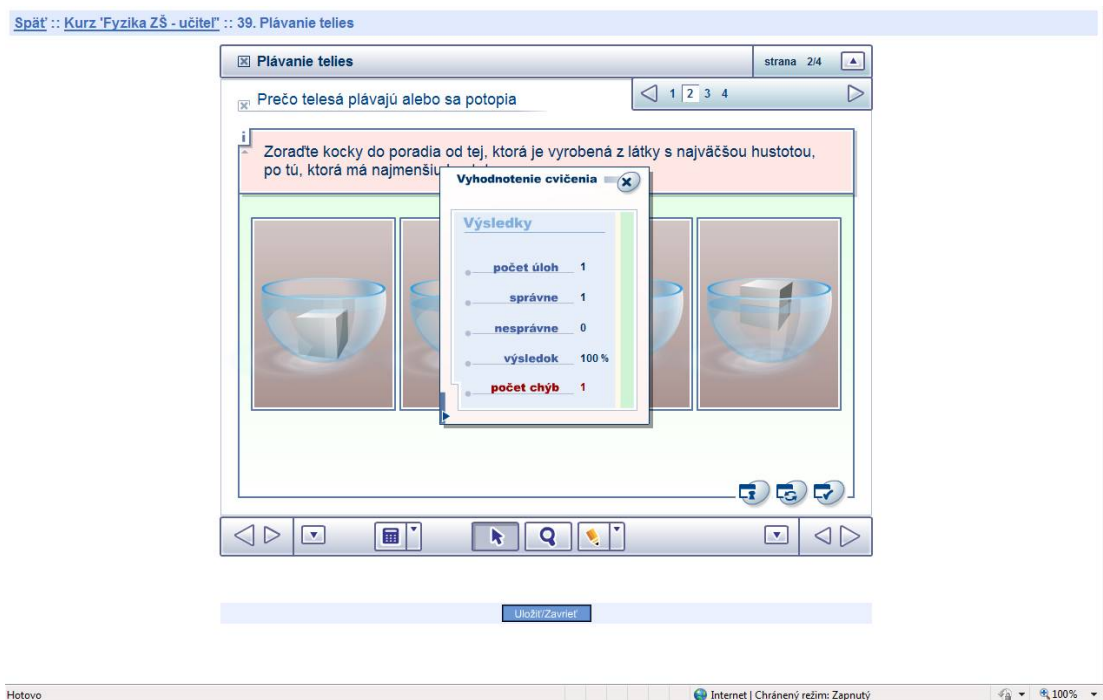 Späť :: Kurz 'Fyzika ZŠ - učiteľ" :: 39. Plávanie telies
Plávanie telies
strana 2/4
Prečo telesá plávajú alebo sa potopia
1 2 3 4
i
Zoraďte kocky do poradia od tej, ktorá je vyrobená z látky s najväčšou hustotou,
po tú, ktorá má najmenšiu
Vyhodnotenie cvičenia
Výsledky
počet úloh 1
správne 1
nesprávne 0
výsledok 100 %
počet chýb 1
Uložiť/Zavrieť
Hotovo
Internet | Chránený režim: Zapnutý
100%